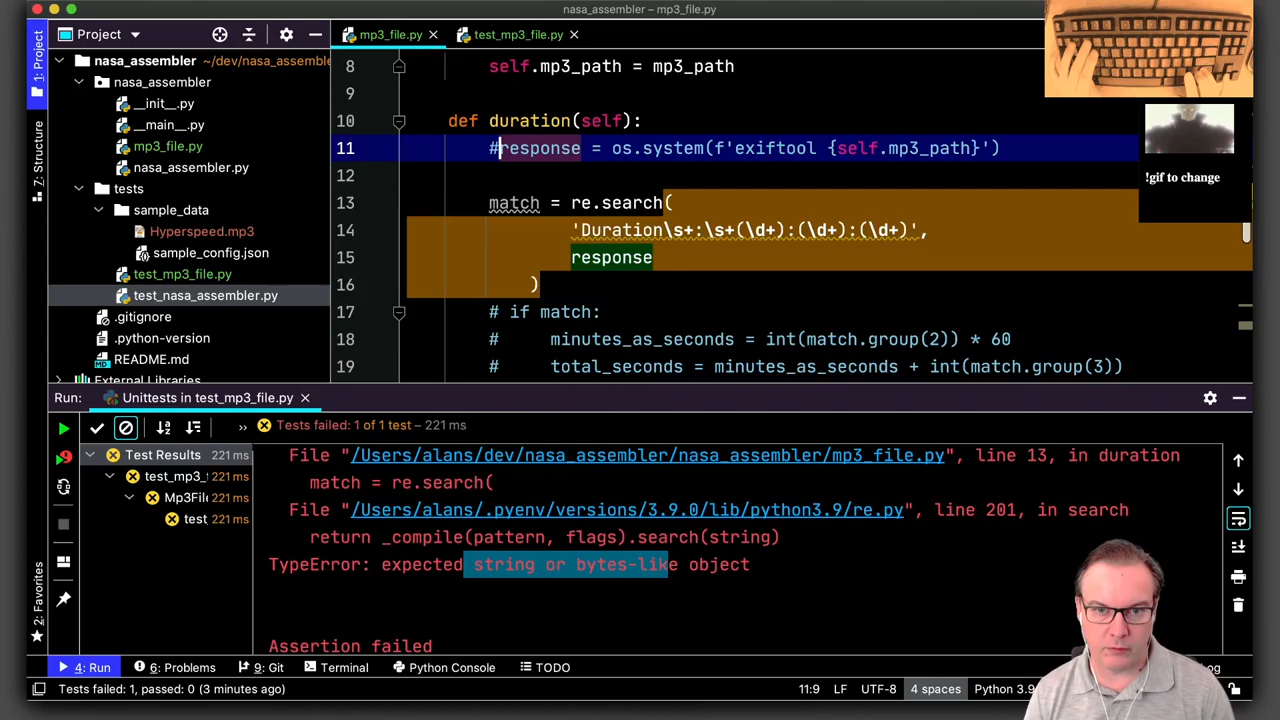 nasa_assembler – mp3_file.py
1: Project
Project
mp3_file.py
test_mp3_file.py
nasa_assembler ~/dev/nasa_assemble
nasa_assembler
__init__.py
__main__.py
mp3_file.py
nasa_assembler.py
tests
sample_data
Hyperspeed.mp3
sample_config.json
test_mp3_file.py
test_nasa_assembler.py
.gitignore
.python-version
README.md
External Libraries
7: Structure
2: Favorites
8 self.mp3_path = mp3_path
9
10 def duration(self):
11 #response = os.system(f'exiftool {self.mp3_path}')
12
13 match = re.search(
14 'Duration\s+:\s+(\d+):(\d+):(\d+)',
15 response
16 )
17 # if match:
18 # minutes_as_seconds = int(match.group(2)) * 60
19 # total_seconds = minutes_as_seconds + int(match.group(3))
!gif to change
Run: Unittests in test_mp3_file.py
Tests failed: 1 of 1 test – 221 ms
Test Results 221 ms
test_mp3_ 221 ms
Mp3File 221 ms
test_ 221 ms
File "/Users/alans/dev/nasa_assembler/nasa_assembler/mp3_file.py", line 13, in duration
match = re.search(
File "/Users/alans/.pyenv/versions/3.9.0/lib/python3.9/re.py", line 201, in search
return _compile(pattern, flags).search(string)
TypeError: expected string or bytes-like object
Assertion failed
4: Run
6: Problems
9: Git
Terminal
Python Console
TODO
Tests failed: 1, passed: 0 (3 minutes ago)
11:9 LF UTF-8 4 spaces Python 3.9